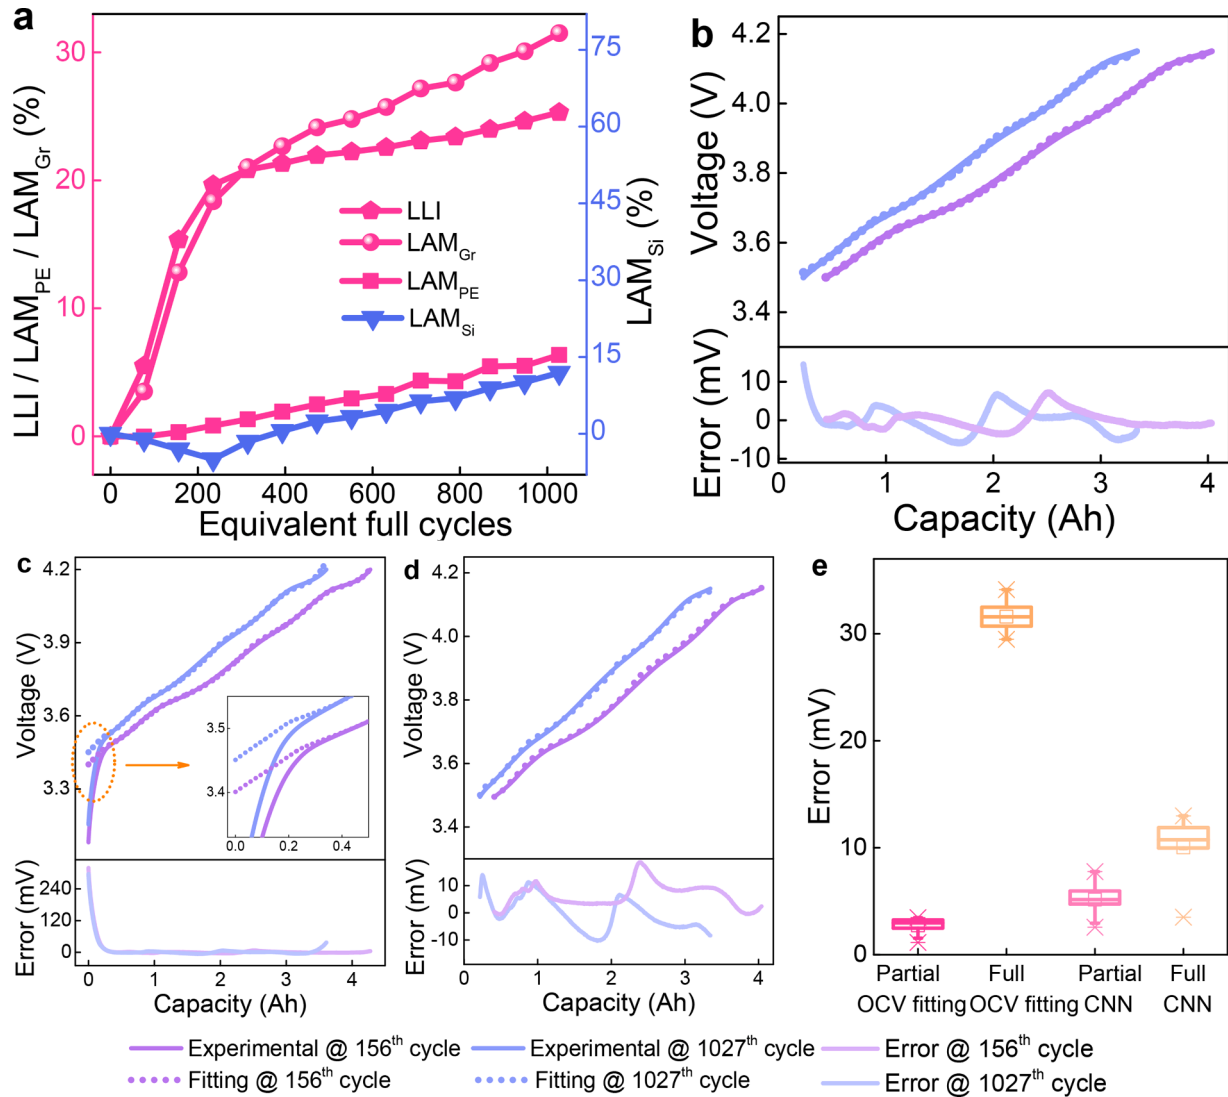 a
LLI / LAM_PE / LAM_Gr (%)
30
20
10
0
LLI
LAM_Gr
LAM_PE
LAM_Si
75
60
45
30
15
0
LAM_Si (%)
0 200 400 600 800 1000
Equivalent full cycles
b
Voltage (V)
4.2
4.0
3.8
3.6
3.4
Error (mV)
10
0
-10
0 1 2 3 4
Capacity (Ah)
c
Voltage (V)
4.2
3.9
3.6
3.3
3.5
3.4
0.0 0.2 0.4
Error (mV)
240
120
0
0 1 2 3 4
Capacity (Ah)
d
Voltage (V)
4.2
4.0
3.8
3.6
3.4
Error (mV)
10
0
-10
0 1 2 3 4
Capacity (Ah)
e
Error (mV)
30
20
10
0
Partial Full Partial Full
OCV fitting OCV fitting CNN CNN
Experimental @ 156th cycle Experimental @ 1027th cycle Error @ 156th cycle
Fitting @ 156th cycle Fitting @ 1027th cycle Error @ 1027th cycle